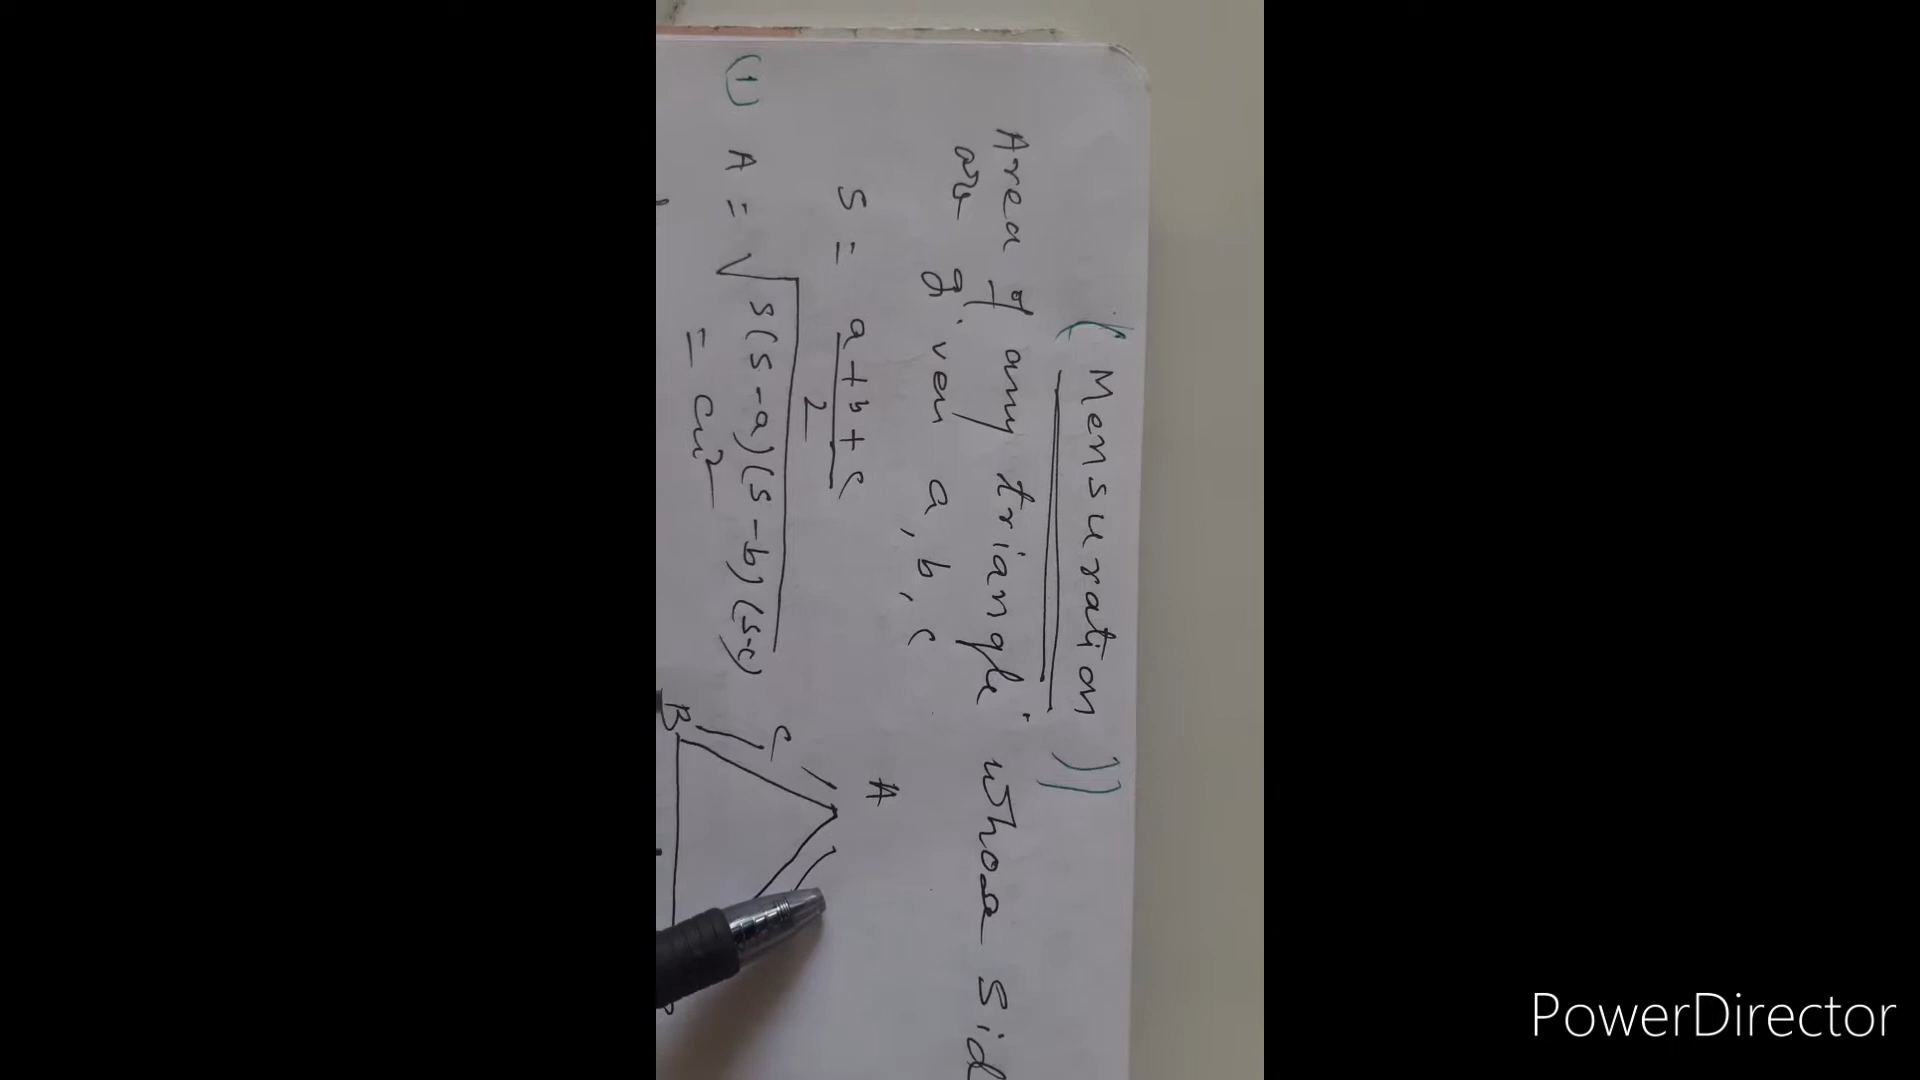 (( Mensuration ))
Area of any triangle whose Sid
are given a, b, c
S = a + b + c
2
(1) A = √S(S-a)(S-b)(S-c)
= cm²
A
C
B
PowerDirector